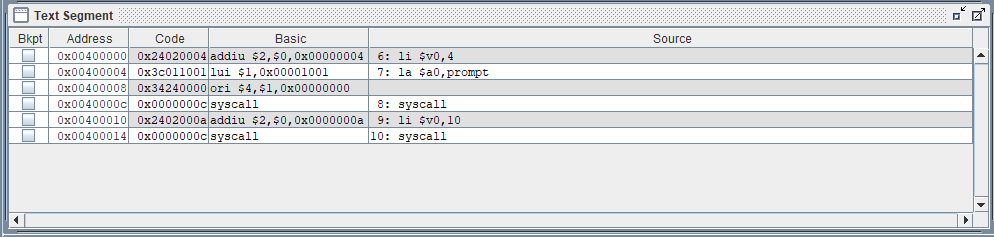 Text Segment
Bkpt Address Code Basic Source
0x00400000 0x24020004 addiu $2,$0,0x00000004 6: li $v0,4
0x00400004 0x3c011001 lui $1,0x00001001 7: la $a0,prompt
0x00400008 0x34240000 ori $4,$1,0x00000000
0x0040000c 0x0000000c syscall 8: syscall
0x00400010 0x2402000a addiu $2,$0,0x0000000a 9: li $v0,10
0x00400014 0x0000000c syscall 10: syscall